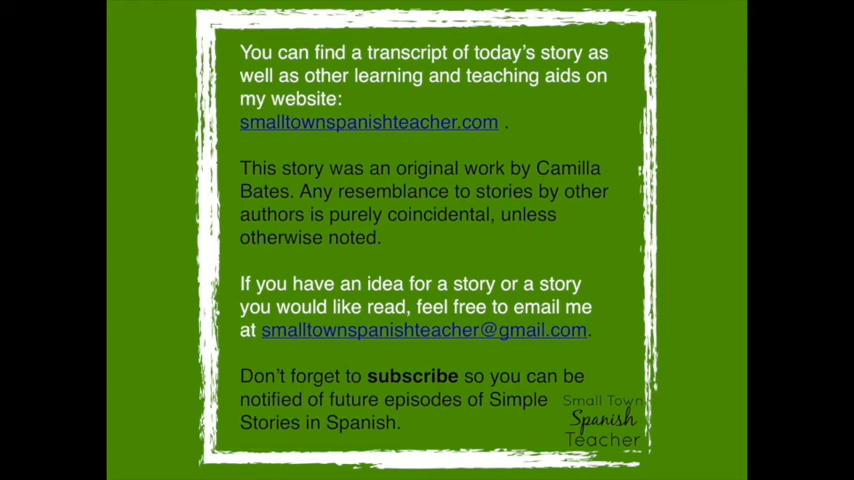 You can find a transcript of today's story as
well as other learning and teaching aids on
my website:
smalltownspanishteacher.com .
This story was an original work by Camilla
Bates. Any resemblance to stories by other
authors is purely coincidental, unless
otherwise noted.
If you have an idea for a story or a story
you would like read, feel free to email me
at smalltownspanishteacher@gmail.com.
Don't forget to subscribe so you can be
notified of future episodes of Simple
Stories in Spanish.
Small Town
Spanish
Teacher